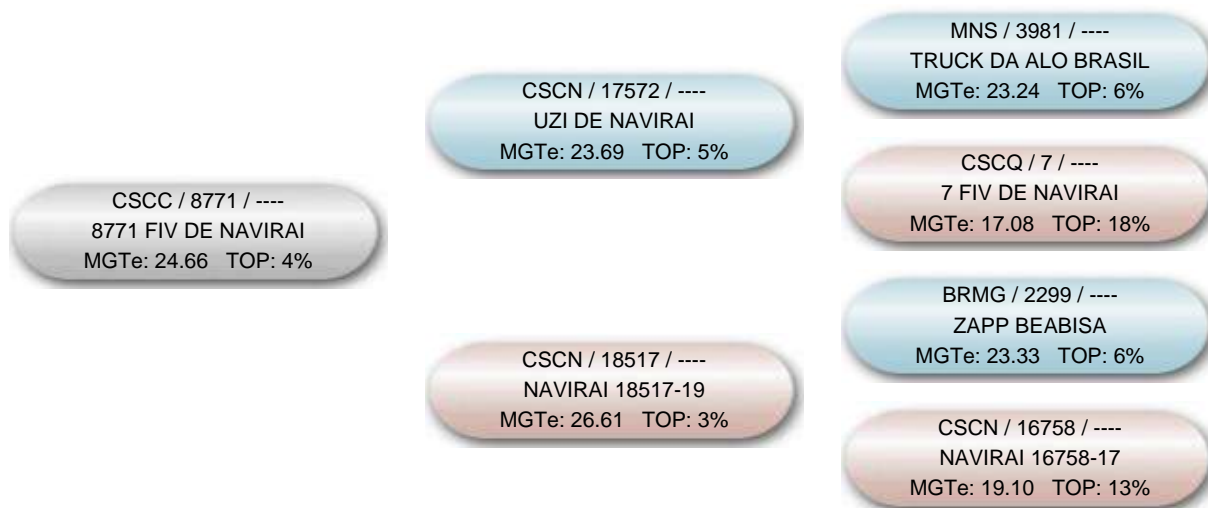 CSCC / 8771 / ----
8771 FIV DE NAVIRAI
MGTe: 24.66 TOP: 4%
CSCN / 17572 / ----
UZI DE NAVIRAI
MGTe: 23.69 TOP: 5%
CSCN / 18517 / ----
NAVIRAI 18517-19
MGTe: 26.61 TOP: 3%
MNS / 3981 / ----
TRUCK DA ALO BRASIL
MGTe: 23.24 TOP: 6%
CSCQ / 7 / ----
7 FIV DE NAVIRAI
MGTe: 17.08 TOP: 18%
BRMG / 2299 / ----
ZAPP BEABISA
MGTe: 23.33 TOP: 6%
CSCN / 16758 / ----
NAVIRAI 16758-17
MGTe: 19.10 TOP: 13%